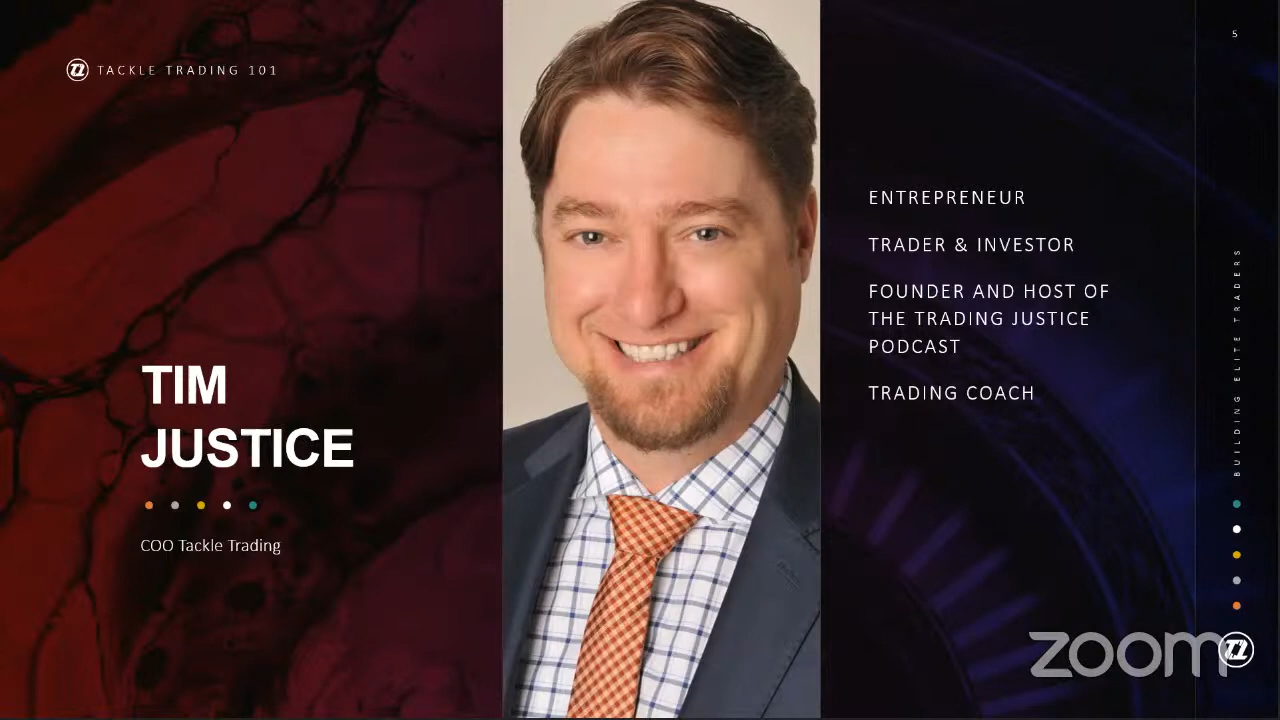 TACKLE TRADING 101
5
TIM
JUSTICE
COO Tackle Trading
ENTREPRENEUR
TRADER & INVESTOR
FOUNDER AND HOST OF
THE TRADING JUSTICE
PODCAST
TRADING COACH
BUILDING ELITE TRADERS
zoom